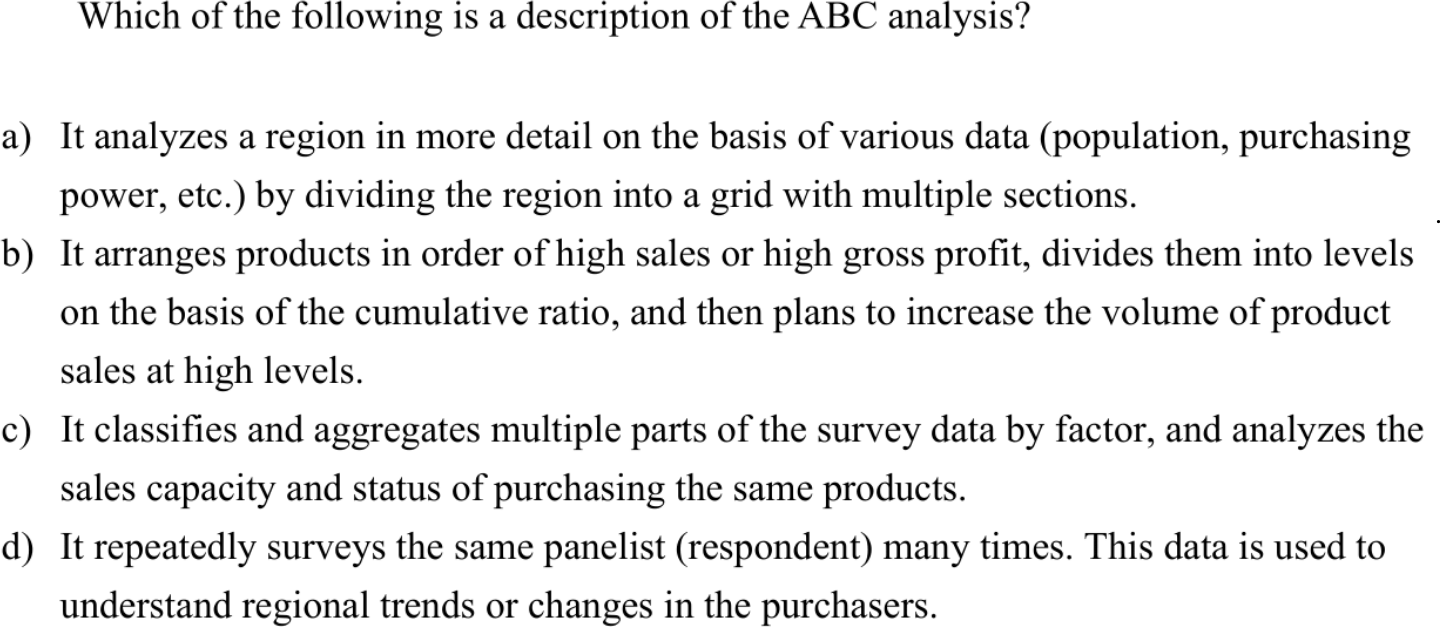 Which of the following is a description of the ABC analysis?
a) It analyzes a region in more detail on the basis of various data (population, purchasing
power, etc.) by dividing the region into a grid with multiple sections.
b) It arranges products in order of high sales or high gross profit, divides them into levels
on the basis of the cumulative ratio, and then plans to increase the volume of product
sales at high levels.
c) It classifies and aggregates multiple parts of the survey data by factor, and analyzes the
sales capacity and status of purchasing the same products.
d) It repeatedly surveys the same panelist (respondent) many times. This data is used to
understand regional trends or changes in the purchasers.